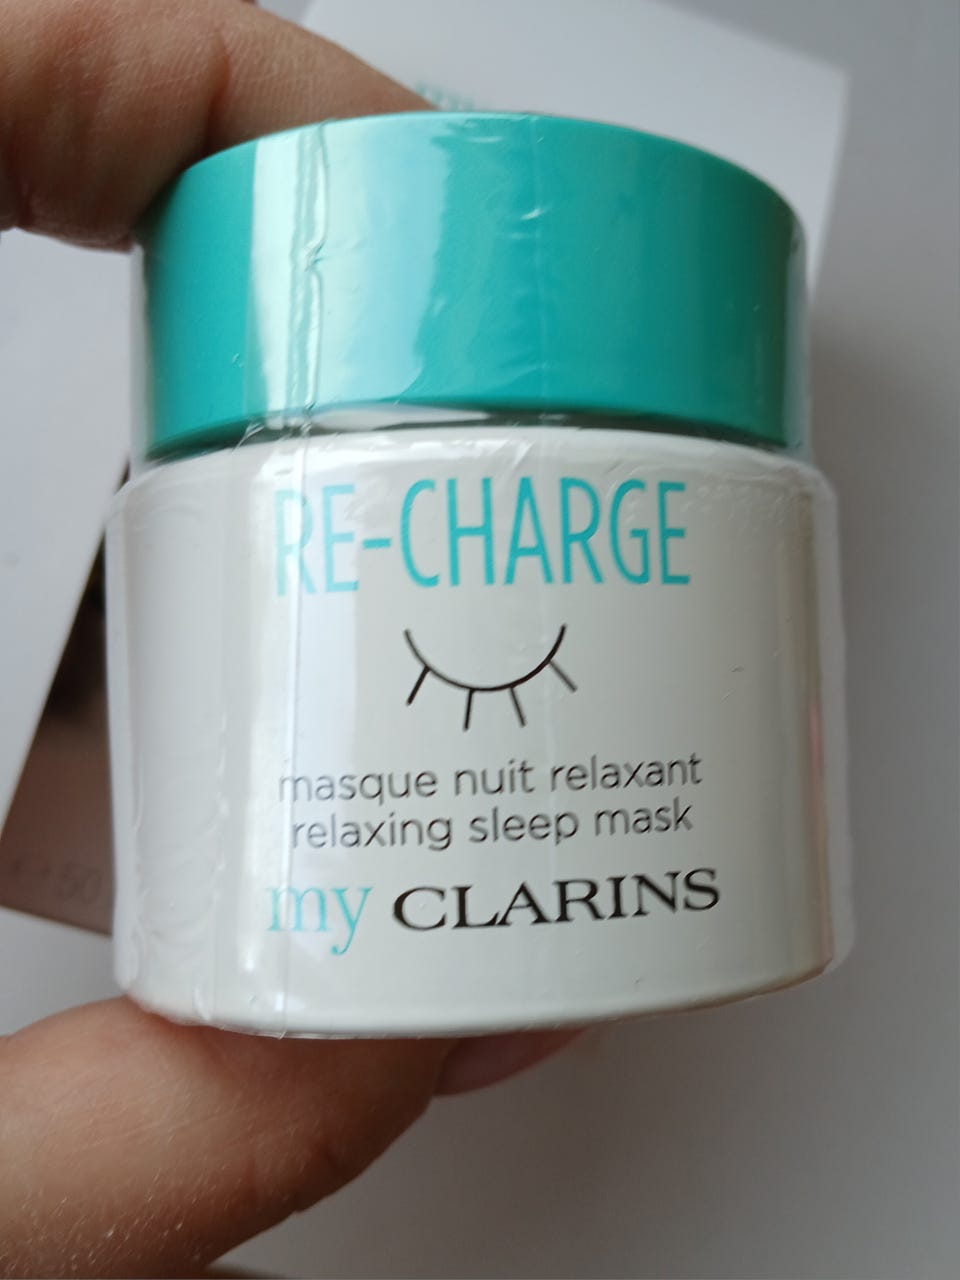 RE-CHARGE
masque nuit relaxant
relaxing sleep mask
my CLARINS